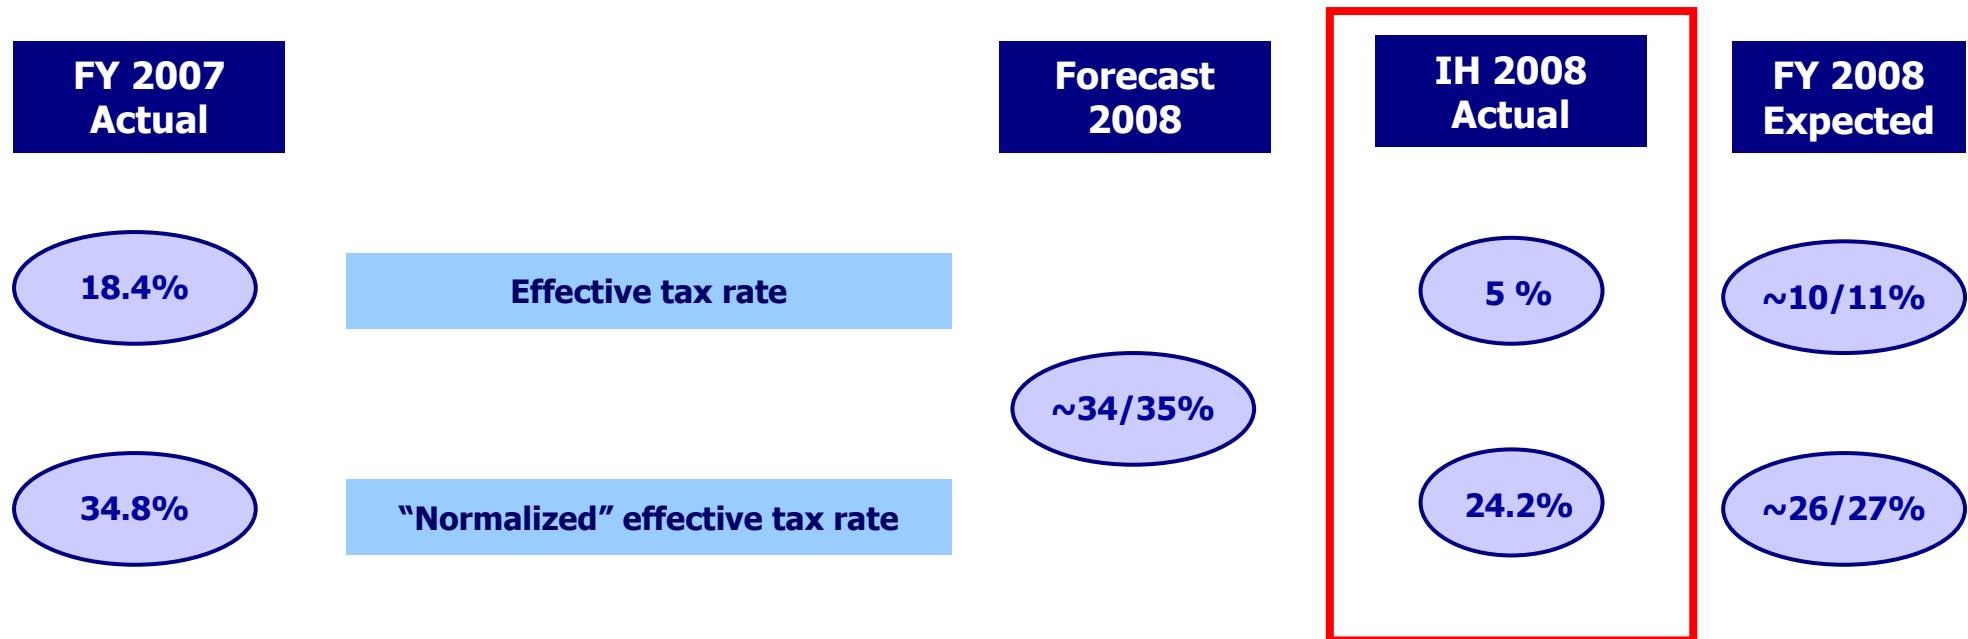 FY 2007
Actual
Forecast
2008
IH 2008
Actual
FY 2008
Expected
18.4%
Effective tax rate
5 %
~10/11%
~34/35%
34.8%
“Normalized” effective tax rate
24.2%
~26/27%